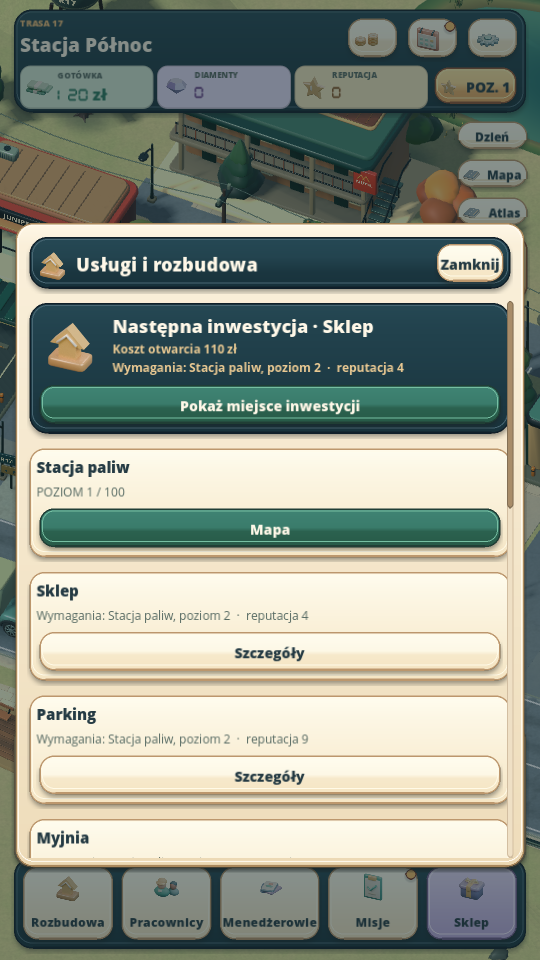 TRASA 17
Stacja Północ
GOTÓWKA
120 zł
DIAMENTY
0
REPUTACJA
0
POZ. 1
Dzień
Mapa
Atlas
Usługi i rozbudowa
Zamknij
Następna inwestycja · Sklep
Koszt otwarcia 110 zł
Wymagania: Stacja paliw, poziom 2 · reputacja 4
Pokaż miejsce inwestycji
Stacja paliw
POZIOM 1 / 100
Mapa
Sklep
Wymagania: Stacja paliw, poziom 2 · reputacja 4
Szczegóły
Parking
Wymagania: Stacja paliw, poziom 2 · reputacja 9
Szczegóły
Myjnia
Rozbudowa
Pracownicy
Menedżerowie
Misje
Sklep